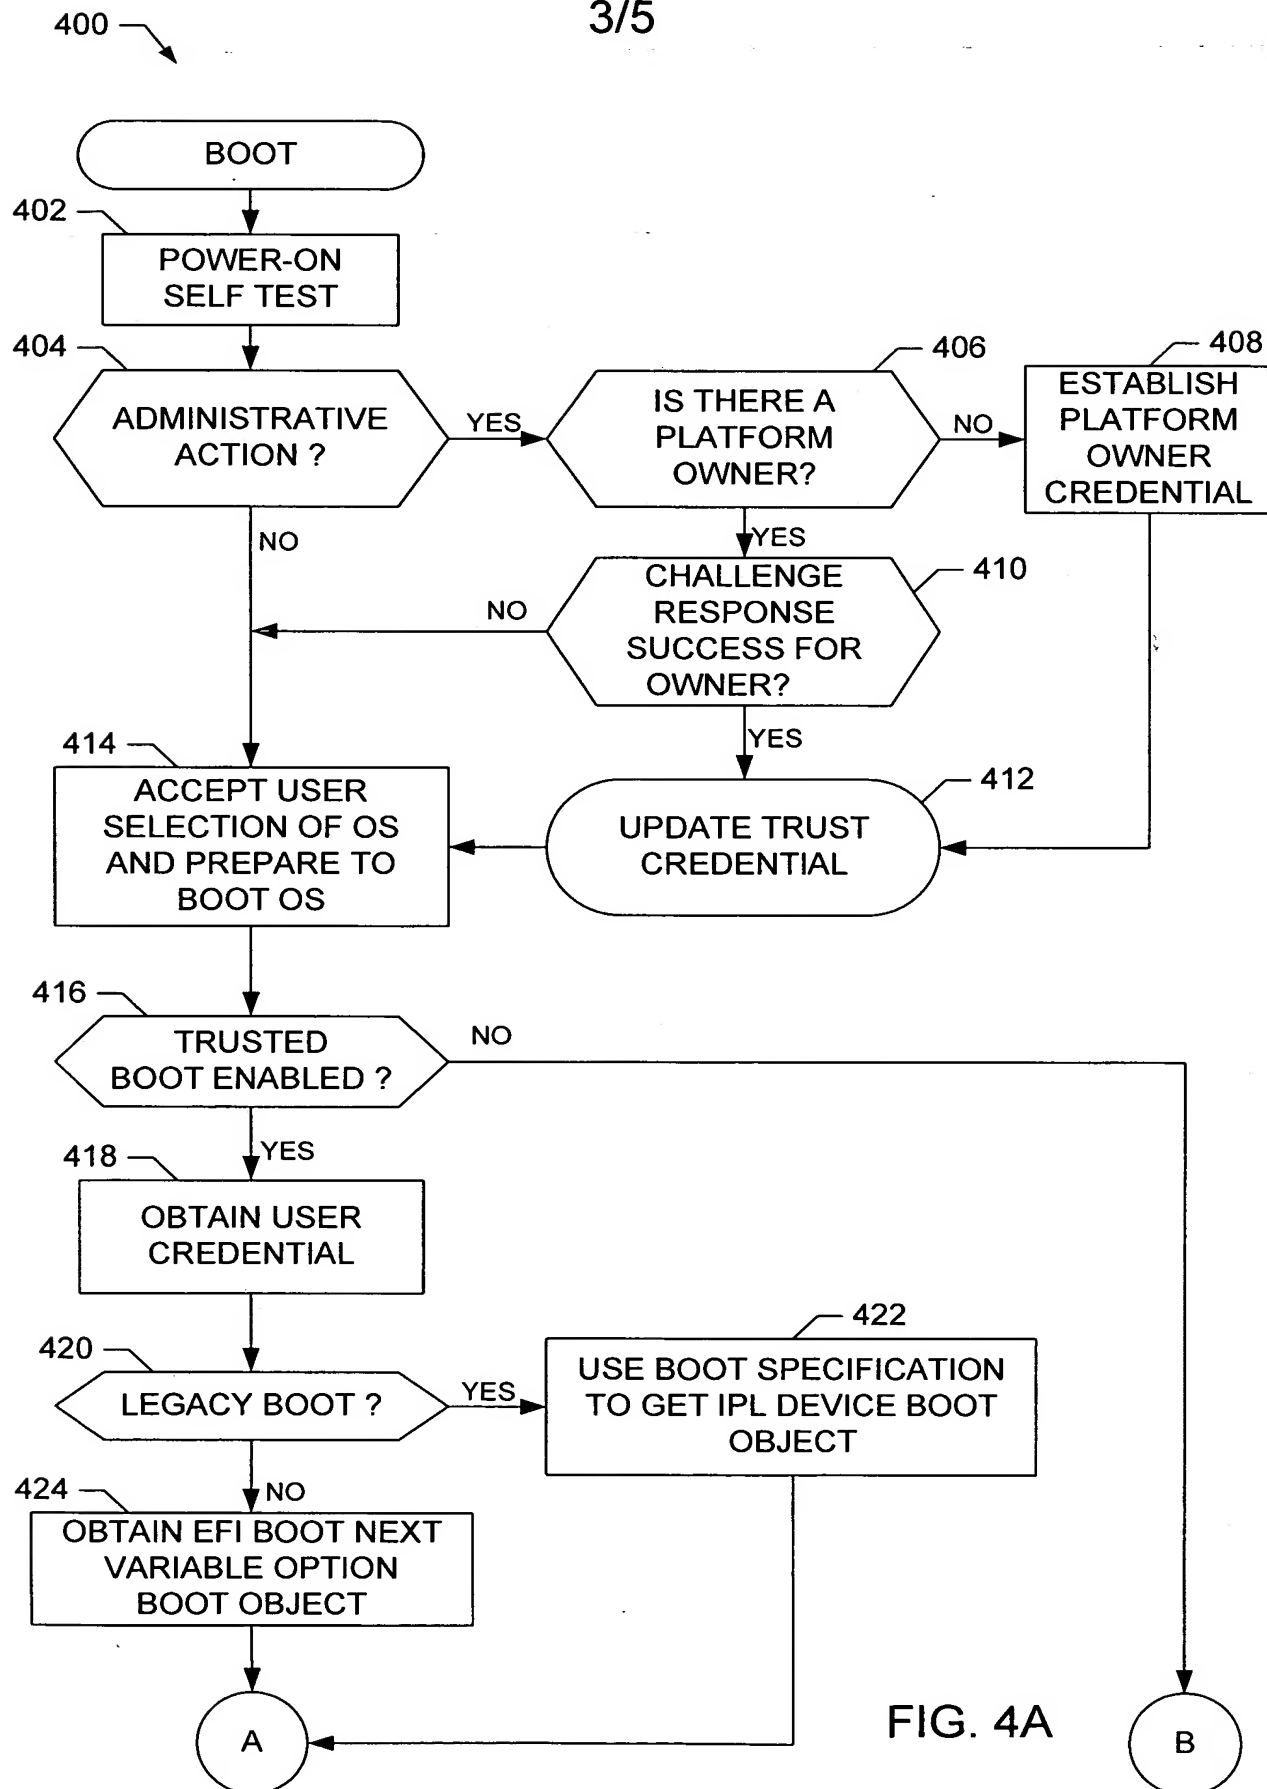 3/5
400
BOOT
402
POWER-ON
SELF TEST
404
ADMINISTRATIVE
ACTION ?
YES
NO
406
IS THERE A
PLATFORM
OWNER?
NO
YES
408
ESTABLISH
PLATFORM
OWNER
CREDENTIAL
410
CHALLENGE
RESPONSE
SUCCESS FOR
OWNER?
NO
YES
412
UPDATE TRUST
CREDENTIAL
414
ACCEPT USER
SELECTION OF OS
AND PREPARE TO
BOOT OS
416
TRUSTED
BOOT ENABLED ?
NO
YES
418
OBTAIN USER
CREDENTIAL
420
LEGACY BOOT ?
YES
NO
422
USE BOOT SPECIFICATION
TO GET IPL DEVICE BOOT
OBJECT
424
OBTAIN EFI BOOT NEXT
VARIABLE OPTION
BOOT OBJECT
A
FIG. 4A
B